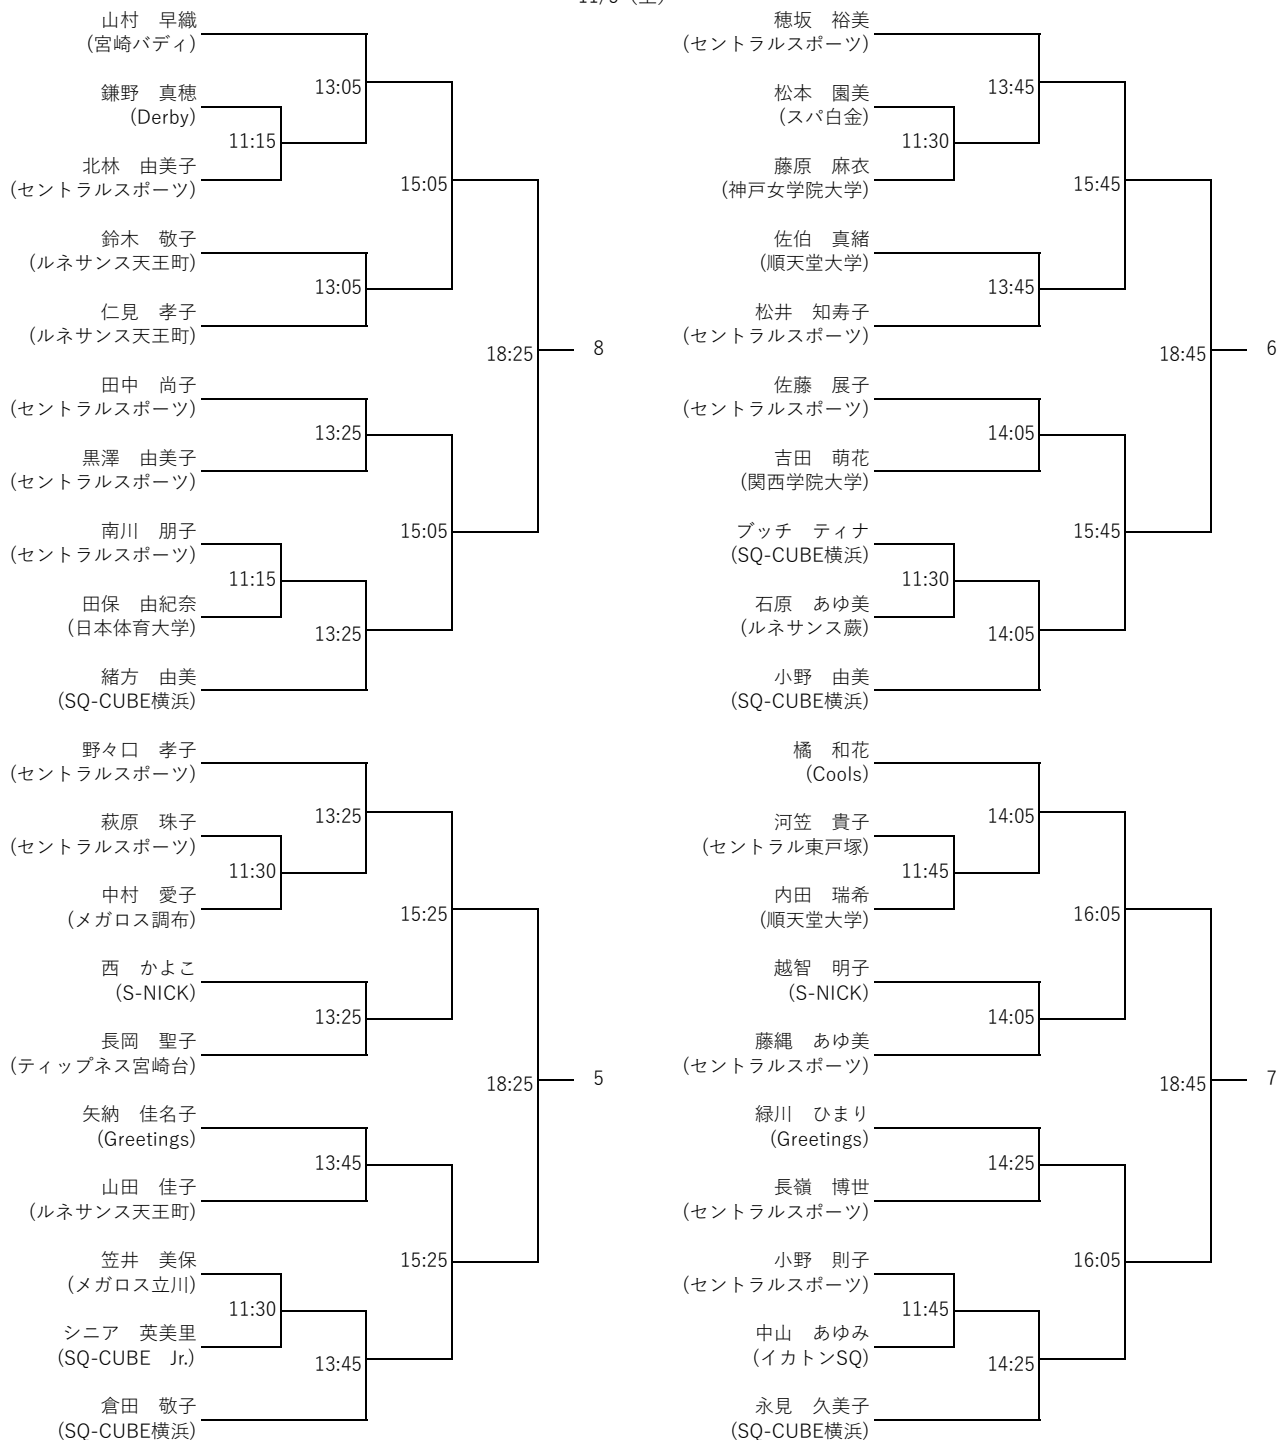 山村　早織
(宮崎バディ)
13:05
鎌野　真穂
(Derby)
11:15
北林　由美子
(セントラルスポーツ)
15:05
鈴木　敬子
(ルネサンス天王町)
13:05
仁見　孝子
(ルネサンス天王町)
18:25
8
田中　尚子
(セントラルスポーツ)
13:25
黒澤　由美子
(セントラルスポーツ)
南川　朋子
(セントラルスポーツ)
15:05
11:15
田保　由紀奈
(日本体育大学)
13:25
緒方　由美
(SQ-CUBE横浜)
野々口　孝子
(セントラルスポーツ)
13:25
萩原　珠子
(セントラルスポーツ)
11:30
中村　愛子
(メガロス調布)
15:25
西　かよこ
(S-NICK)
13:25
長岡　聖子
(ティップネス宮崎台)
18:25
5
矢納　佳名子
(Greetings)
13:45
山田　佳子
(ルネサンス天王町)
笠井　美保
(メガロス立川)
15:25
11:30
シニア　英美里
(SQ-CUBE　Jr.)
13:45
倉田　敬子
(SQ-CUBE横浜)
穂坂　裕美
(セントラルスポーツ)
13:45
松本　園美
(スパ白金)
11:30
藤原　麻衣
(神戸女学院大学)
15:45
佐伯　真緒
(順天堂大学)
13:45
松井　知寿子
(セントラルスポーツ)
18:45
6
佐藤　展子
(セントラルスポーツ)
14:05
吉田　萌花
(関西学院大学)
ブッチ　ティナ
(SQ-CUBE横浜)
15:45
11:30
石原　あゆ美
(ルネサンス蕨)
14:05
小野　由美
(SQ-CUBE横浜)
橘　和花
(Cools)
14:05
河笠　貴子
(セントラル東戸塚)
11:45
内田　瑞希
(順天堂大学)
16:05
越智　明子
(S-NICK)
14:05
藤縄　あゆ美
(セントラルスポーツ)
18:45
7
緑川　ひまり
(Greetings)
14:25
長嶺　博世
(セントラルスポーツ)
小野　則子
(セントラルスポーツ)
16:05
11:45
中山　あゆみ
(イカトンSQ)
14:25
永見　久美子
(SQ-CUBE横浜)